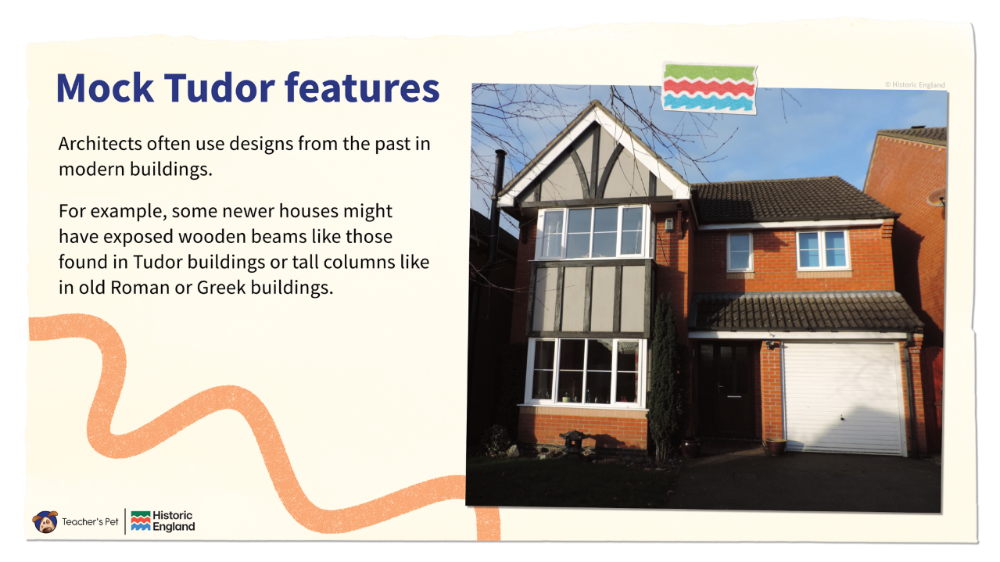 Mock Tudor features
© Historic England
Architects often use designs from the past in
modern buildings.
For example, some newer houses might
have exposed wooden beams like those
found in Tudor buildings or tall columns like
in old Roman or Greek buildings.
Teacher's Pet
Historic
England